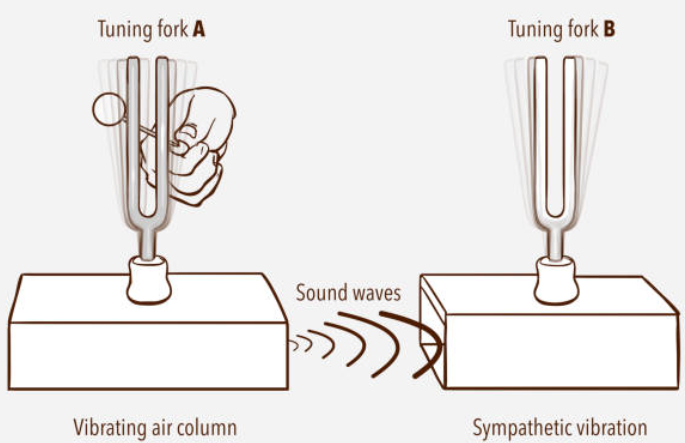 Tuning fork A
Tuning fork B
Sound waves
Vibrating air column
Sympathetic vibration